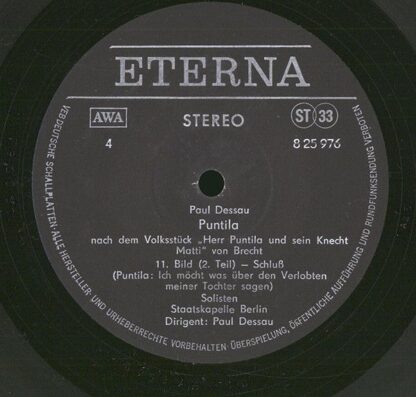 ETERNA
AWA
STEREO
ST 33
4
8 25 976
Paul Dessau
Puntila
nach dem Volksstück „Herr Puntila und sein Knecht
Matti“ von Brecht
11. Bild (2. Teil) – Schluß
(Puntila: Ich möcht was über den Verlobten
meiner Tochter sagen)
Solisten
Staatskapelle Berlin
Dirigent: Paul Dessau
VEB DEUTSCHE SCHALLPLATTEN·ALLE HERSTELLER- UND URHEBERRECHTE VORBEHALTEN·ÜBERSPIELUNG, ÖFFENTLICHE AUFFÜHRUNG UND RUNDFUNKSENDUNG VERBOTEN